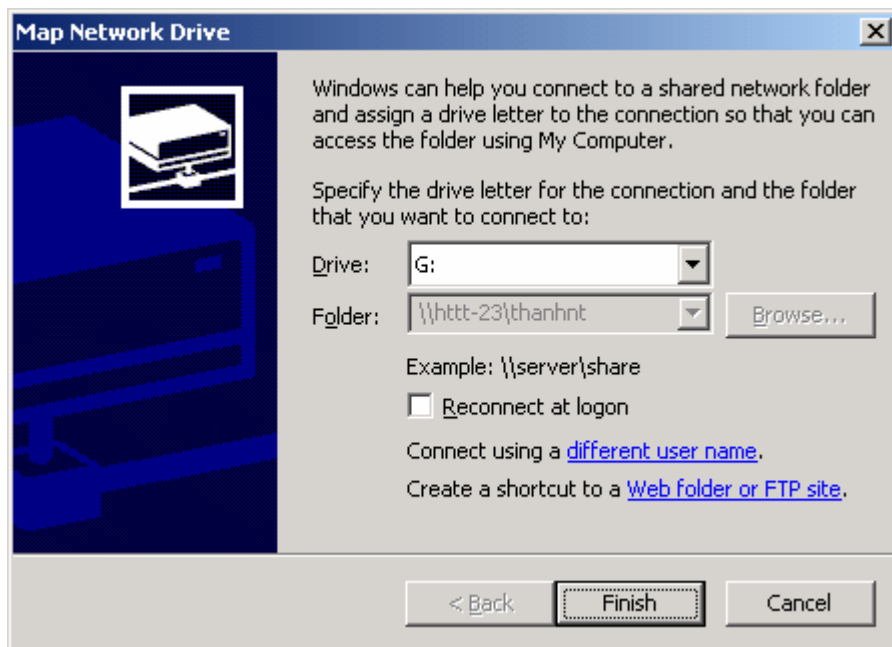 Map Network Drive
Windows can help you connect to a shared network folder
and assign a drive letter to the connection so that you can
access the folder using My Computer.
Specify the drive letter for the connection and the folder
that you want to connect to:
Drive: G:
Folder: \\httt-23\thanhnt Browse...
Example: \\server\share
Reconnect at logon
Connect using a different user name.
Create a shortcut to a Web folder or FTP site.
< Back Finish Cancel